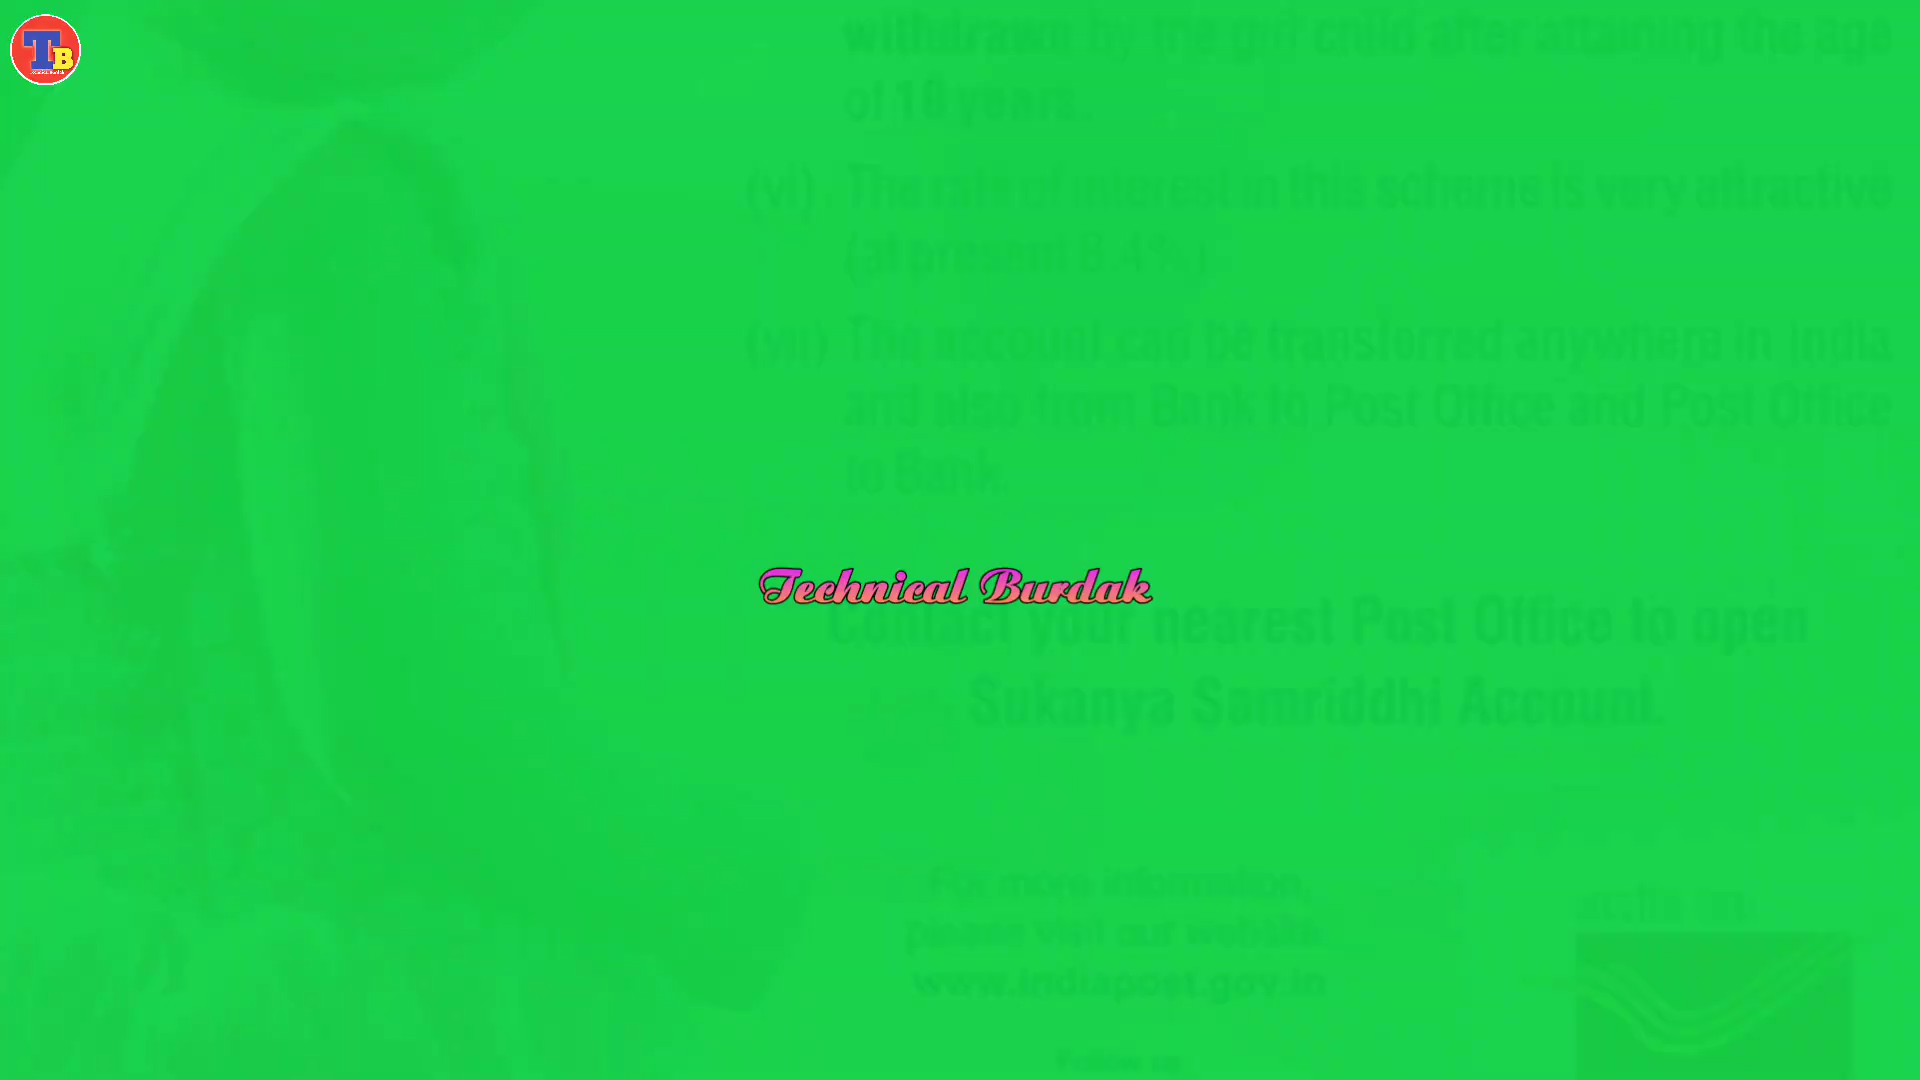 TB
withdrawn by the girl child after attaining the age
of 18 years.
(vi) The rate of interest in this scheme is very attractive
(at present 8.4%)
(vii) The account can be transferred anywhere in India
and also from Bank to Post Office and Post Office
to Bank.
Technical Burdak
Contact your nearest Post Office to open
Sukanya Samriddhi Account.
For more information,
please visit our website
www.indiapost.gov.in
Follow us